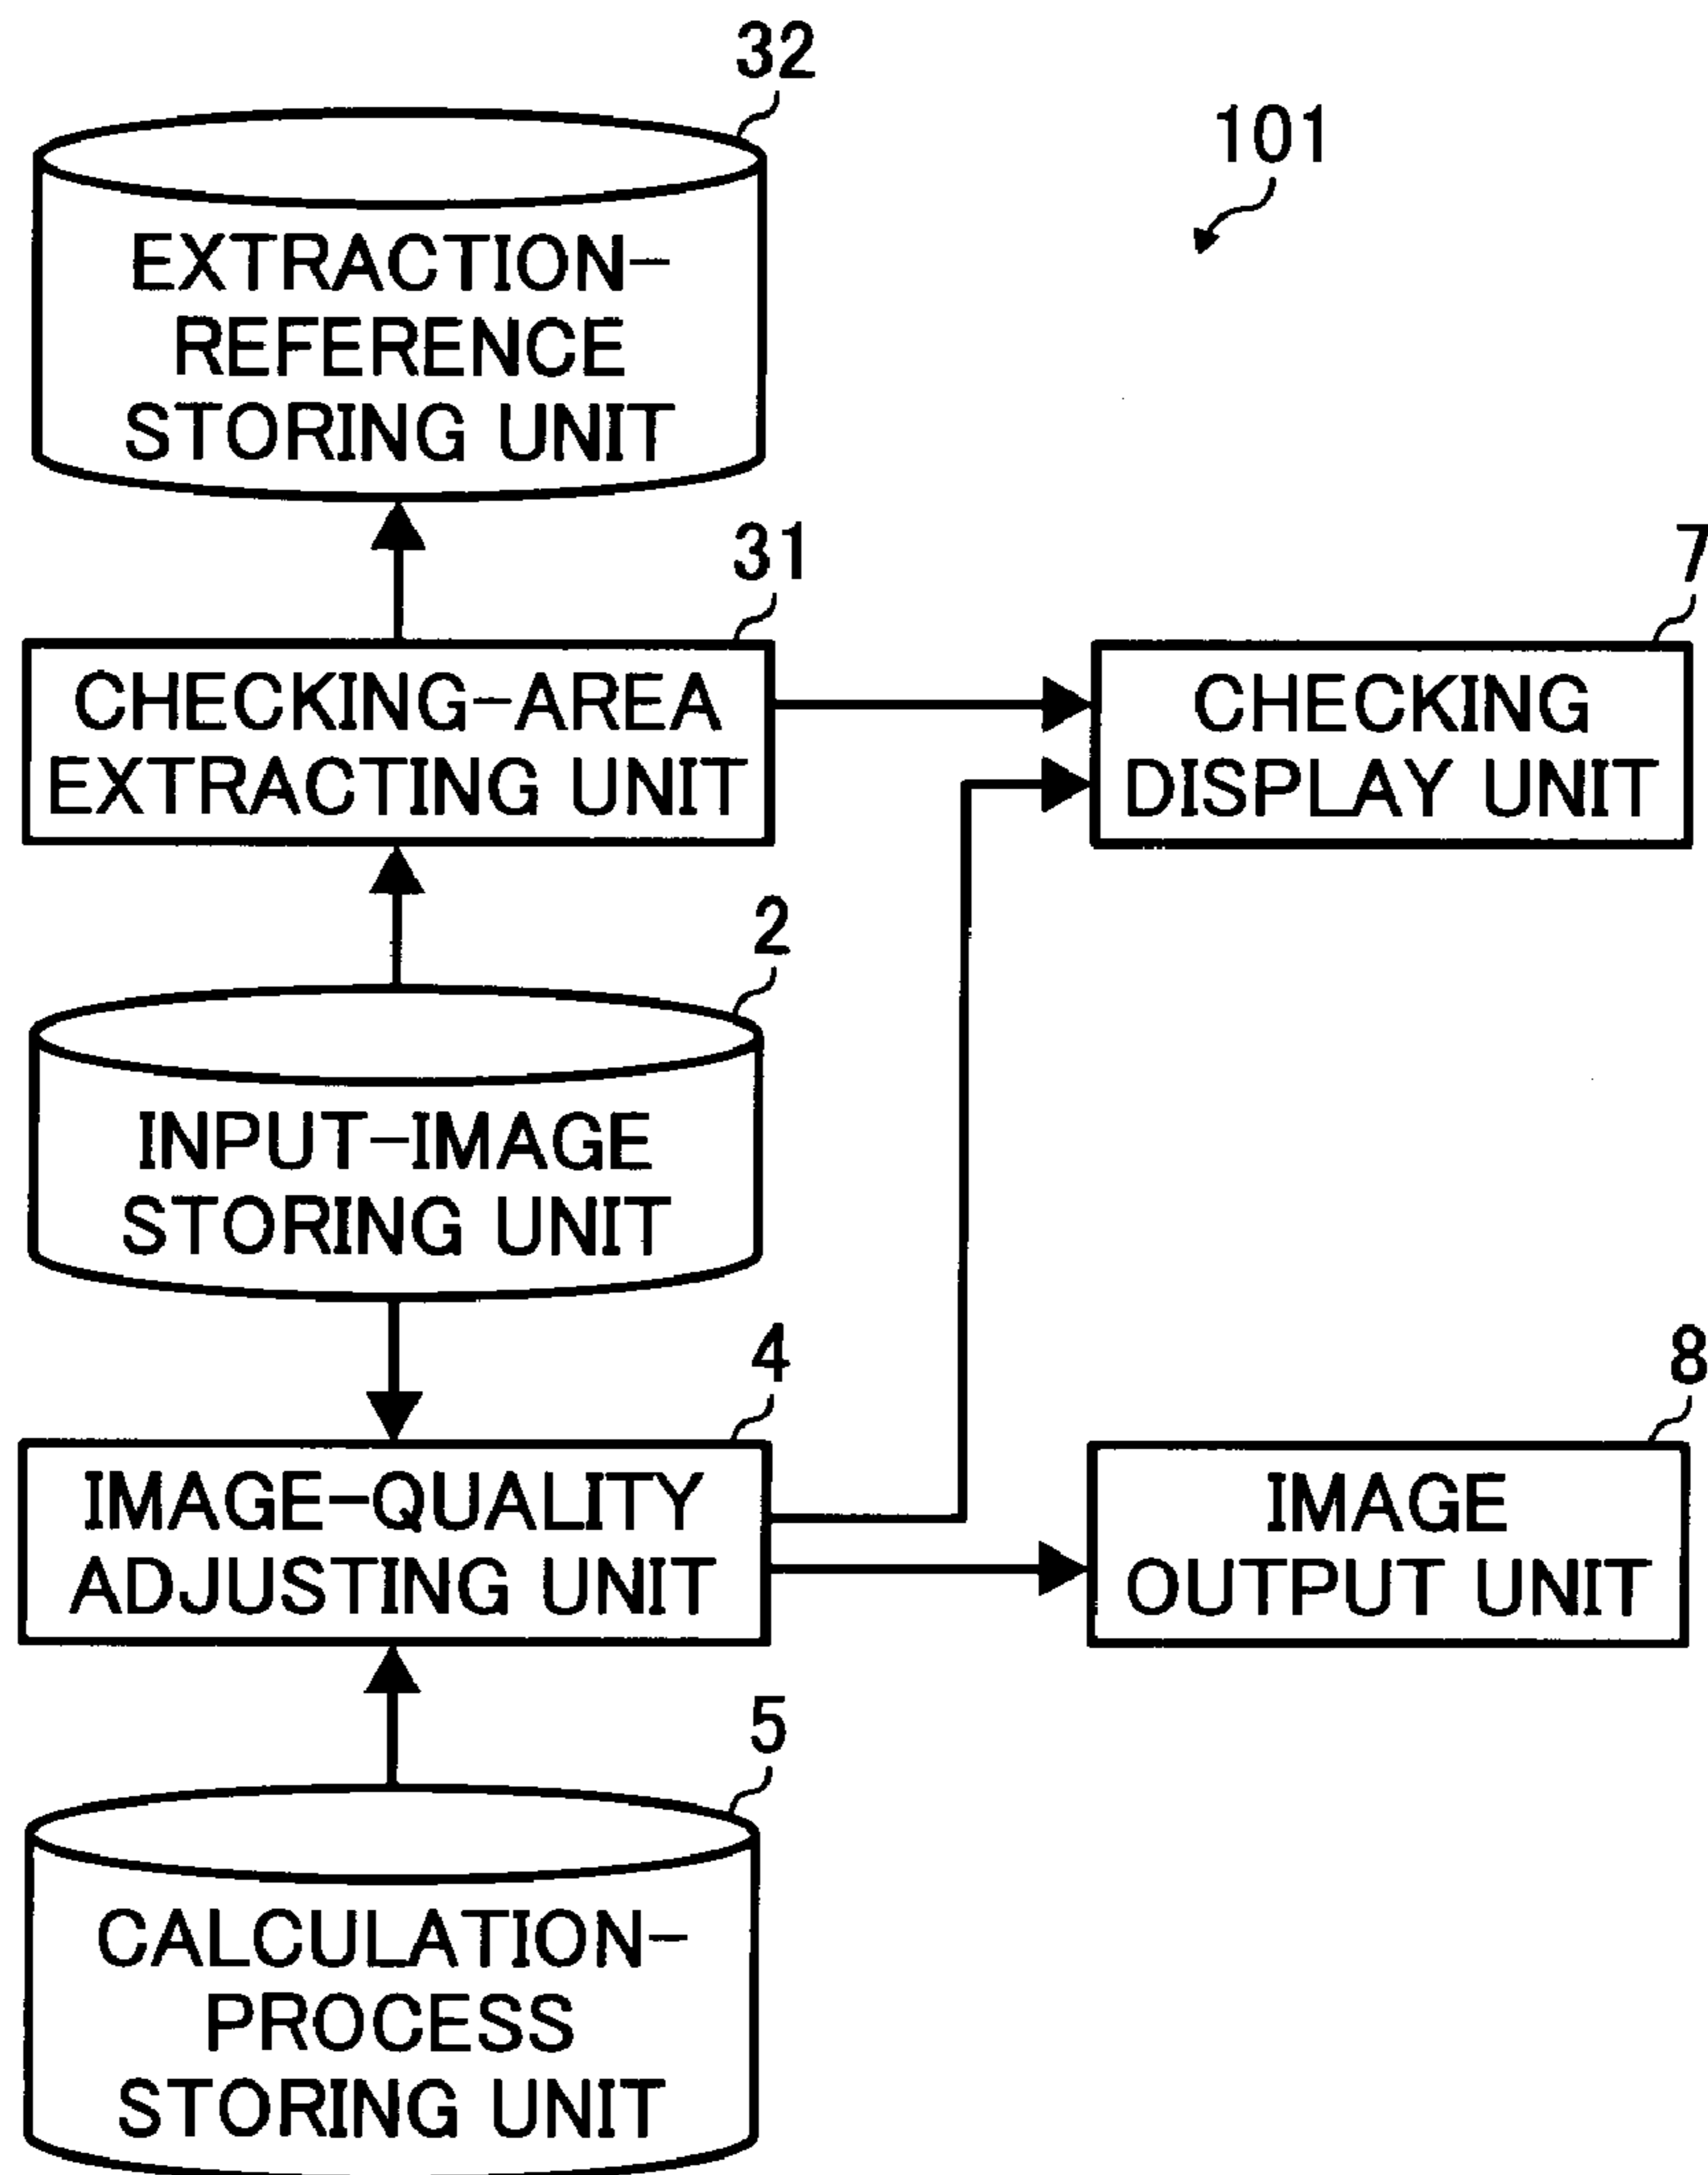 32
101
EXTRACTION-
REFERENCE
STORING UNIT
31
7
CHECKING-AREA
EXTRACTING UNIT
CHECKING
DISPLAY UNIT
2
INPUT-IMAGE
STORING UNIT
4
8
IMAGE-QUALITY
ADJUSTING UNIT
IMAGE
OUTPUT UNIT
5
CALCULATION-
PROCESS
STORING UNIT